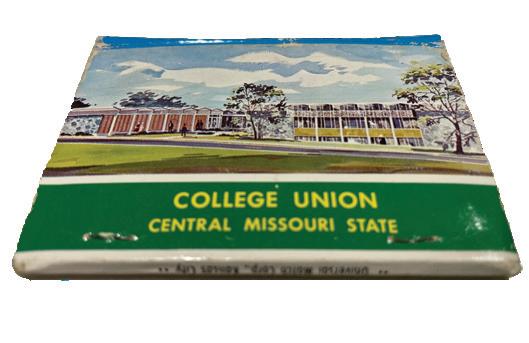 COLLEGE UNION
CENTRAL MISSOURI STATE
** Universal Match Corp., Kansas City **